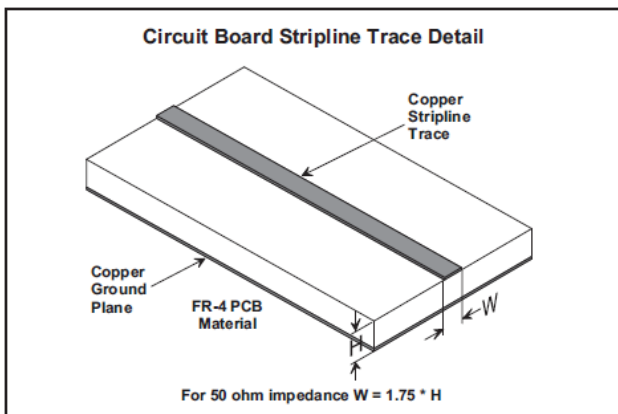 Circuit Board Stripline Trace Detail
Copper
Stripline
Trace
Copper
Ground
Plane
FR-4 PCB
Material
H
W
For 50 ohm impedance W = 1.75 * H